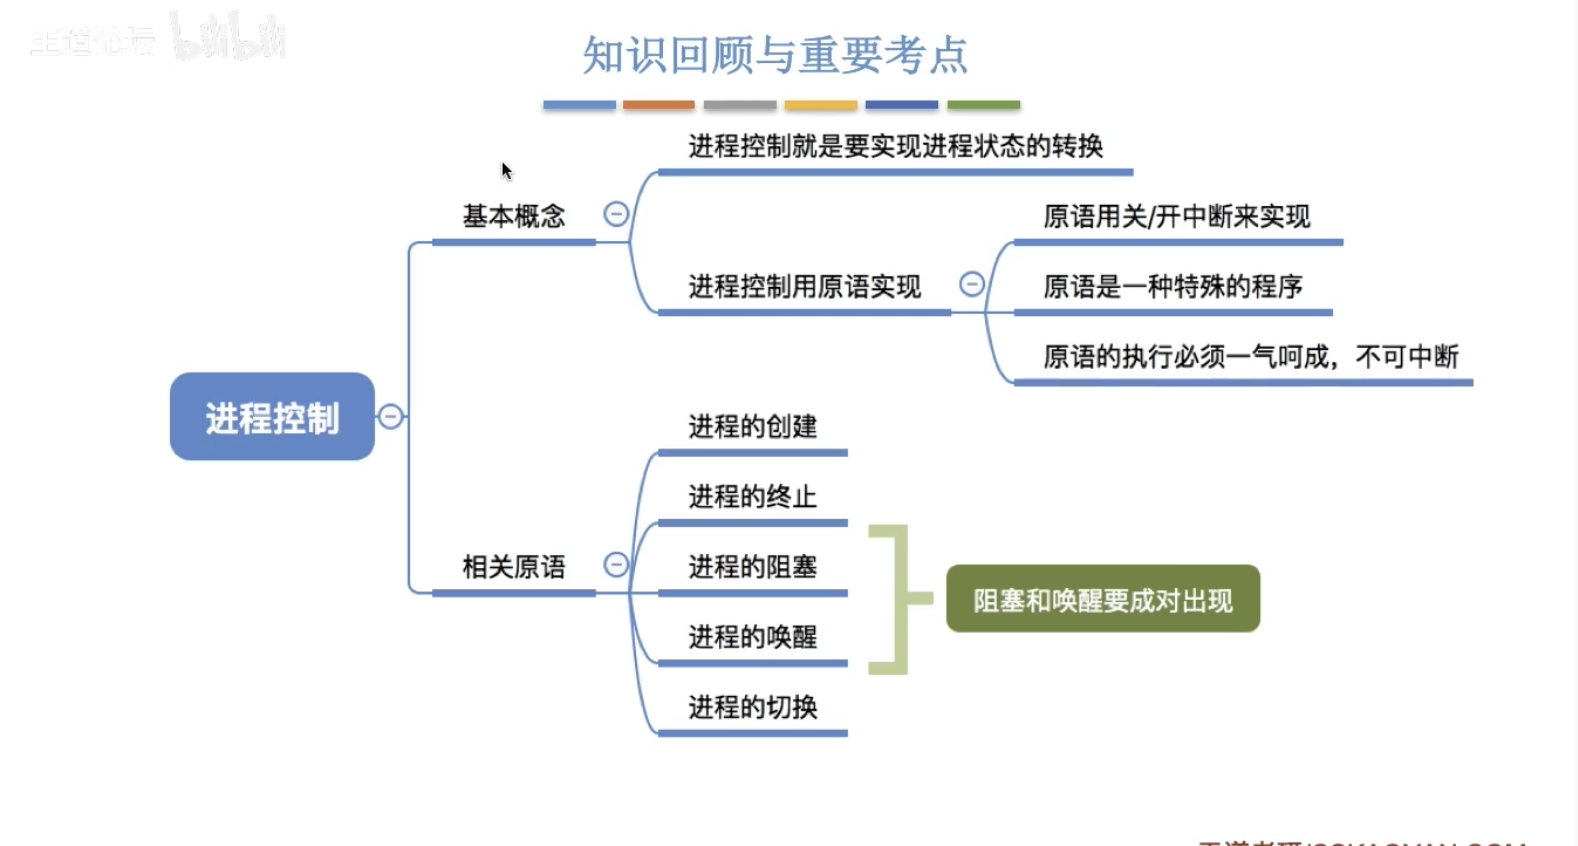 王道论坛 bilibili
知识回顾与重要考点
进程控制就是要实现进程状态的转换
基本概念
原语用关/开中断来实现
进程控制用原语实现
原语是一种特殊的程序
原语的执行必须一气呵成，不可中断
进程控制
进程的创建
进程的终止
相关原语
进程的阻塞
阻塞和唤醒要成对出现
进程的唤醒
进程的切换